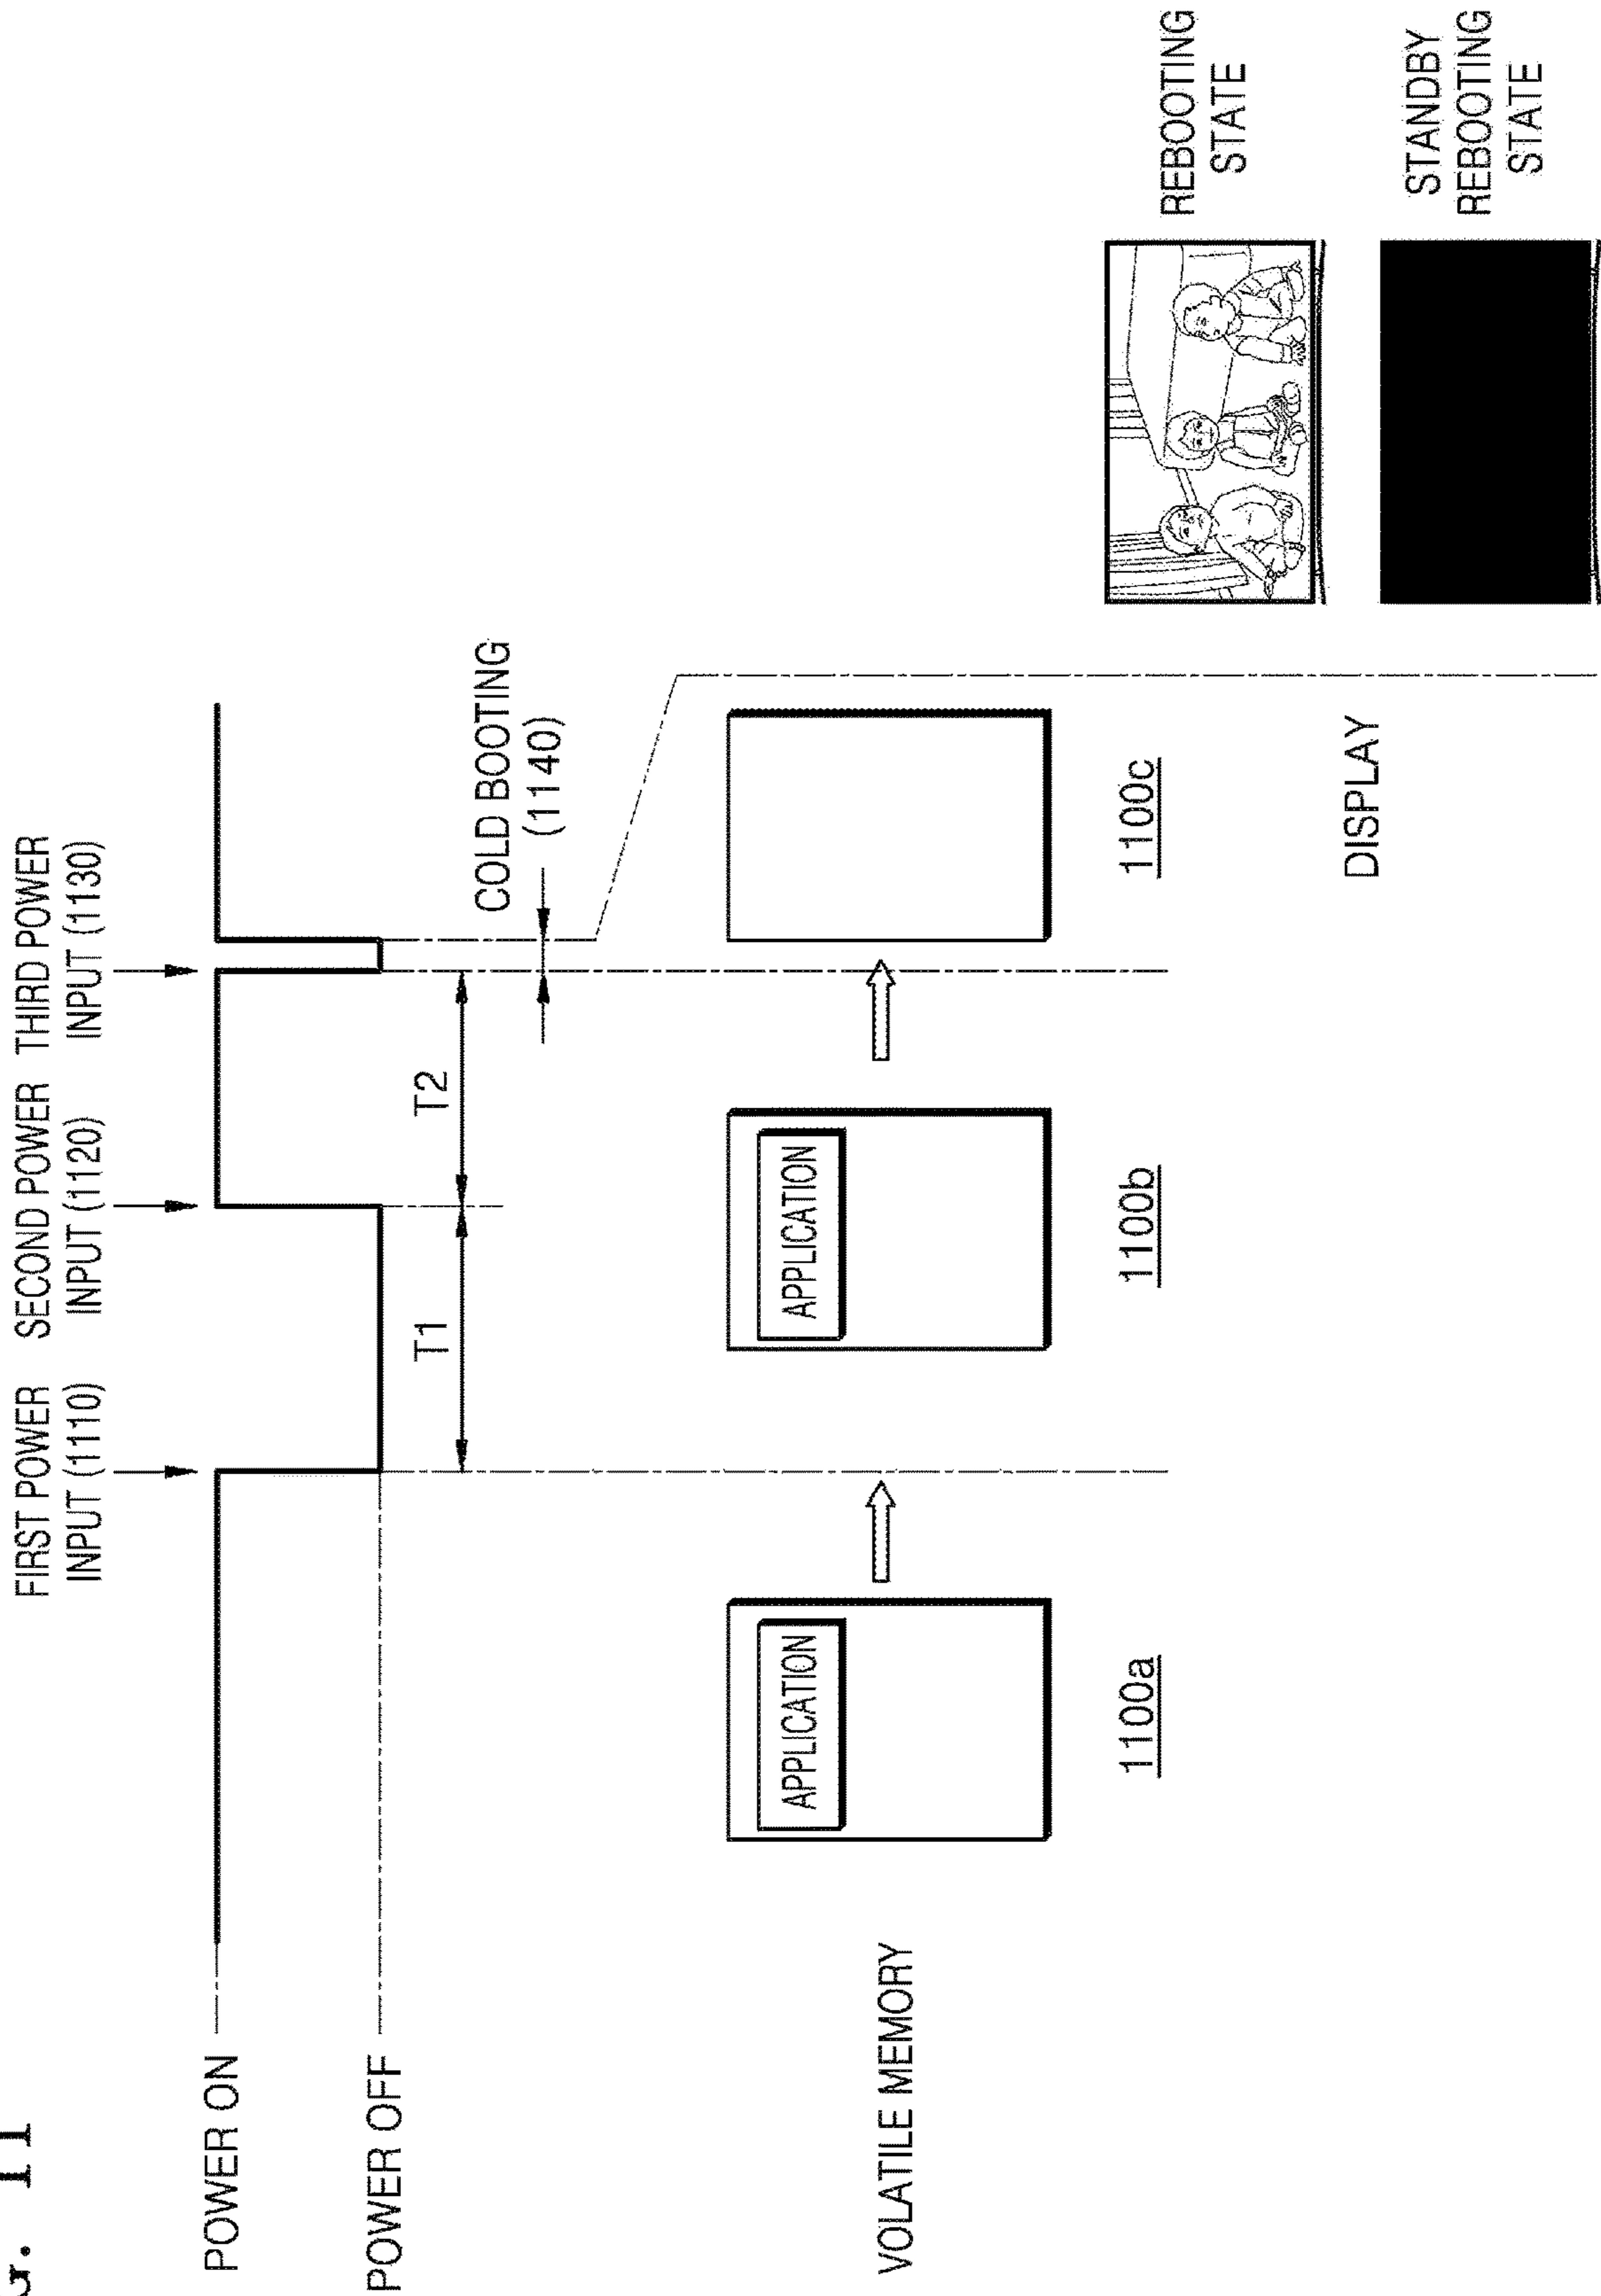 G. 11
FIRST POWER
INPUT (1110)
SECOND POWER
INPUT (1120)
THIRD POWER
INPUT (1130)
POWER ON
POWER OFF
T1
T2
COLD BOOTING
(1140)
VOLATILE MEMORY
APPLICATION
APPLICATION
1100a
1100b
1100c
DISPLAY
REBOOTING
STATE
STANDBY
REBOOTING
STATE